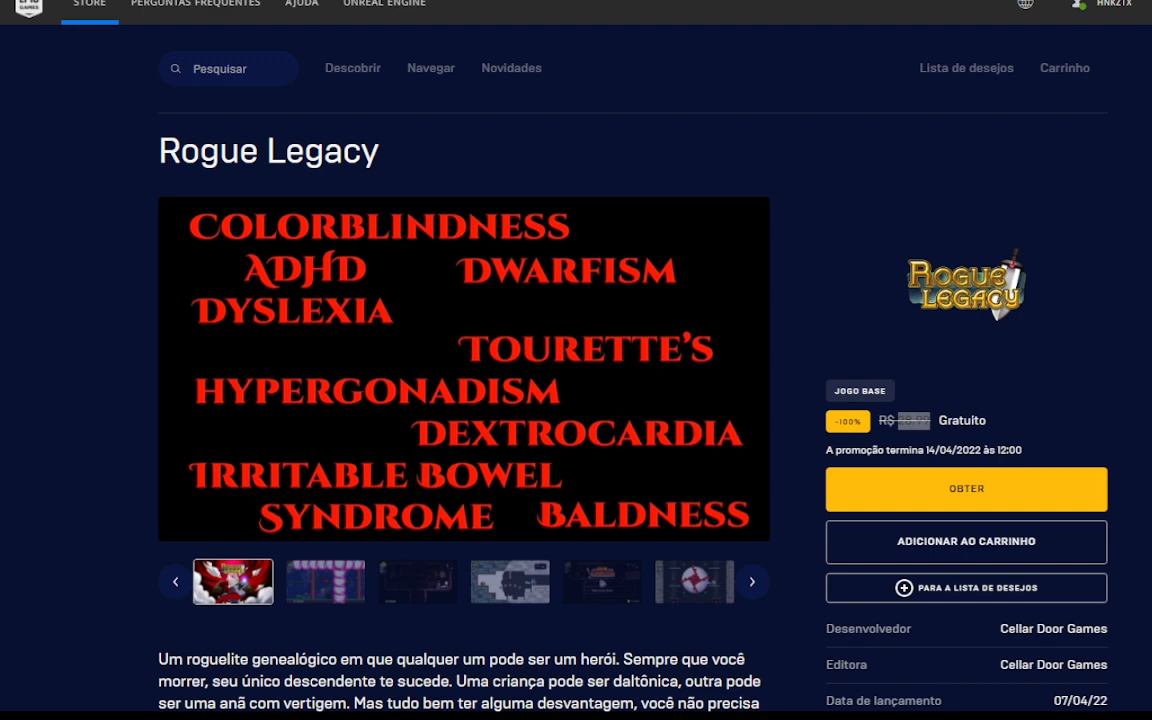 EPIC
GAMES
STORE
PERGUNTAS FREQUENTES
AJUDA
UNREAL ENGINE
HNKZTX
Pesquisar
Descobrir
Navegar
Novidades
Lista de desejos
Carrinho
Rogue Legacy
COLORBLINDNESS
ADHD
DWARFISM
DYSLEXIA
TOURETTE'S
HYPERGONADISM
DEXTROCARDIA
IRRITABLE BOWEL
SYNDROME
BALDNESS
ROGUE
LEGACY
JOGO BASE
-100%
R$ 28,99
Gratuito
A promoção termina 14/04/2022 às 12:00
OBTER
ADICIONAR AO CARRINHO
PARA A LISTA DE DESEJOS
Desenvolvedor
Cellar Door Games
Editora
Cellar Door Games
Data de lançamento
07/04/22
Um roguelite genealógico em que qualquer um pode ser um herói. Sempre que você
morrer, seu único descendente te sucede. Uma criança pode ser daltônica, outra pode
ser uma anã com vertigem. Mas tudo bem ter alguma desvantagem, você não precisa